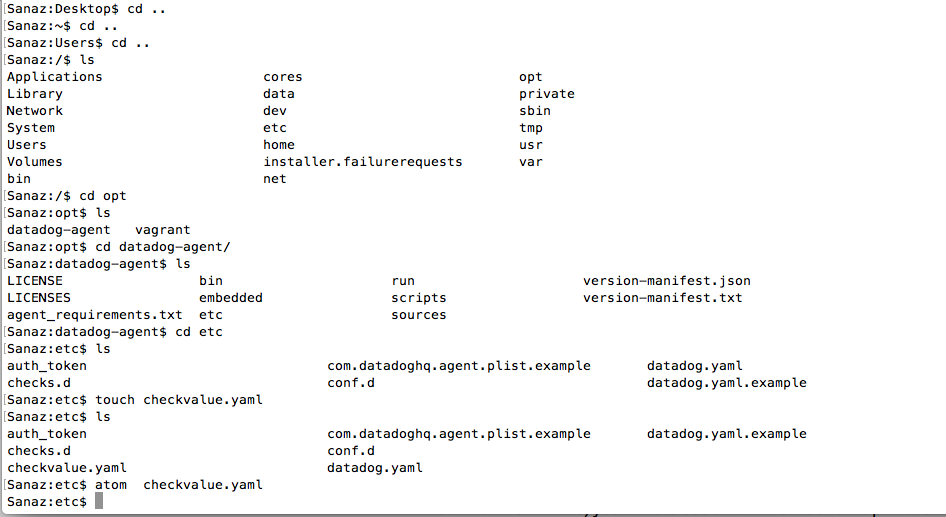 Sanaz:Desktop$ cd ..
Sanaz:~$ cd ..
Sanaz:Users$ cd ..
Sanaz:/$ ls
Applications cores opt
Library data private
Network dev sbin
System etc tmp
Users home usr
Volumes installer.failurerequests var
bin net
Sanaz:/$ cd opt
Sanaz:opt$ ls
datadog-agent vagrant
Sanaz:opt$ cd datadog-agent/
Sanaz:datadog-agent$ ls
LICENSE bin run version-manifest.json
LICENSES embedded scripts version-manifest.txt
agent_requirements.txt etc sources
Sanaz:datadog-agent$ cd etc
Sanaz:etc$ ls
auth_token com.datadoghq.agent.plist.example datadog.yaml
checks.d conf.d datadog.yaml.example
Sanaz:etc$ touch checkvalue.yaml
Sanaz:etc$ ls
auth_token com.datadoghq.agent.plist.example datadog.yaml.example
checks.d conf.d
checkvalue.yaml datadog.yaml
Sanaz:etc$ atom  checkvalue.yaml
Sanaz:etc$